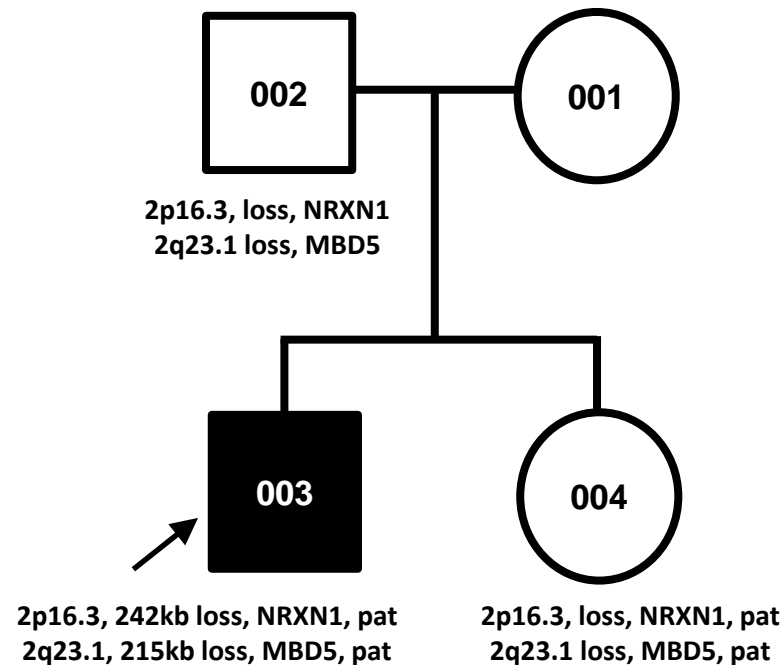 002
001
2p16.3, loss, NRXN1
2q23.1 loss, MBD5
003
004
2p16.3, 242kb loss, NRXN1, pat
2q23.1, 215kb loss, MBD5, pat
2p16.3, loss, NRXN1, pat
2q23.1 loss, MBD5, pat